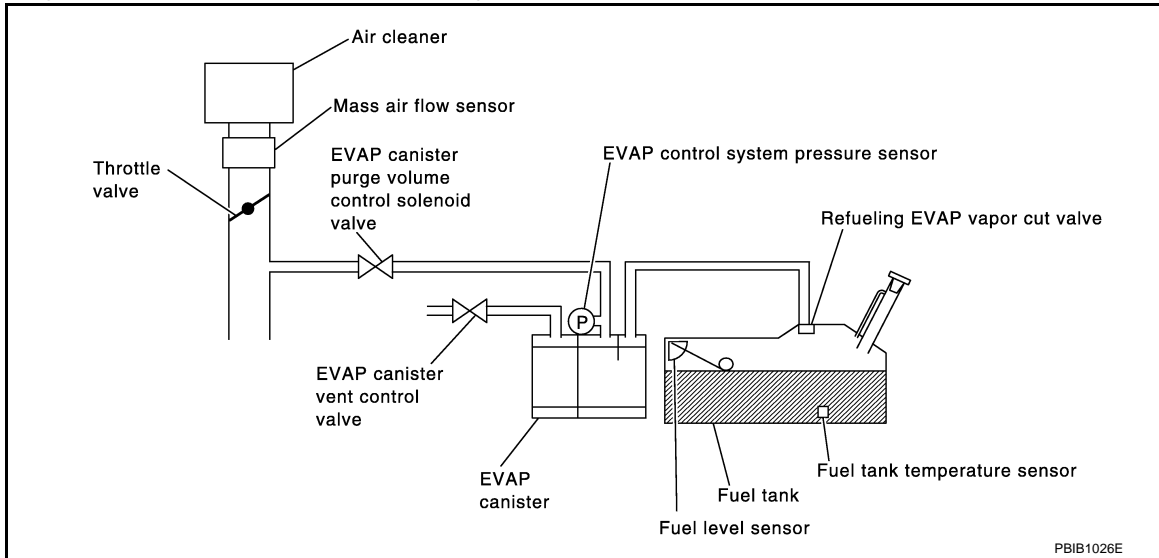 Air cleaner
Mass air flow sensor
Throttle
valve
EVAP canister
purge volume
control solenoid
valve
EVAP control system pressure sensor
Refueling EVAP vapor cut valve
P
EVAP canister
vent control
valve
EVAP
canister
Fuel tank temperature sensor
Fuel tank
Fuel level sensor
PBIB1026E